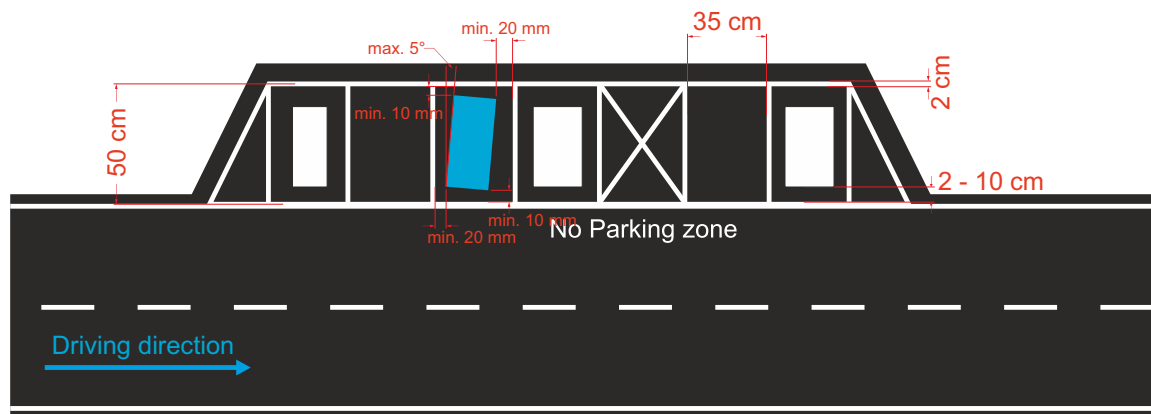 min. 20 mm
35 cm
max. 5°
2 cm
min. 10 mm
50 cm
2 - 10 cm
min. 10 mm
min. 20 mm
No Parking zone
Driving direction